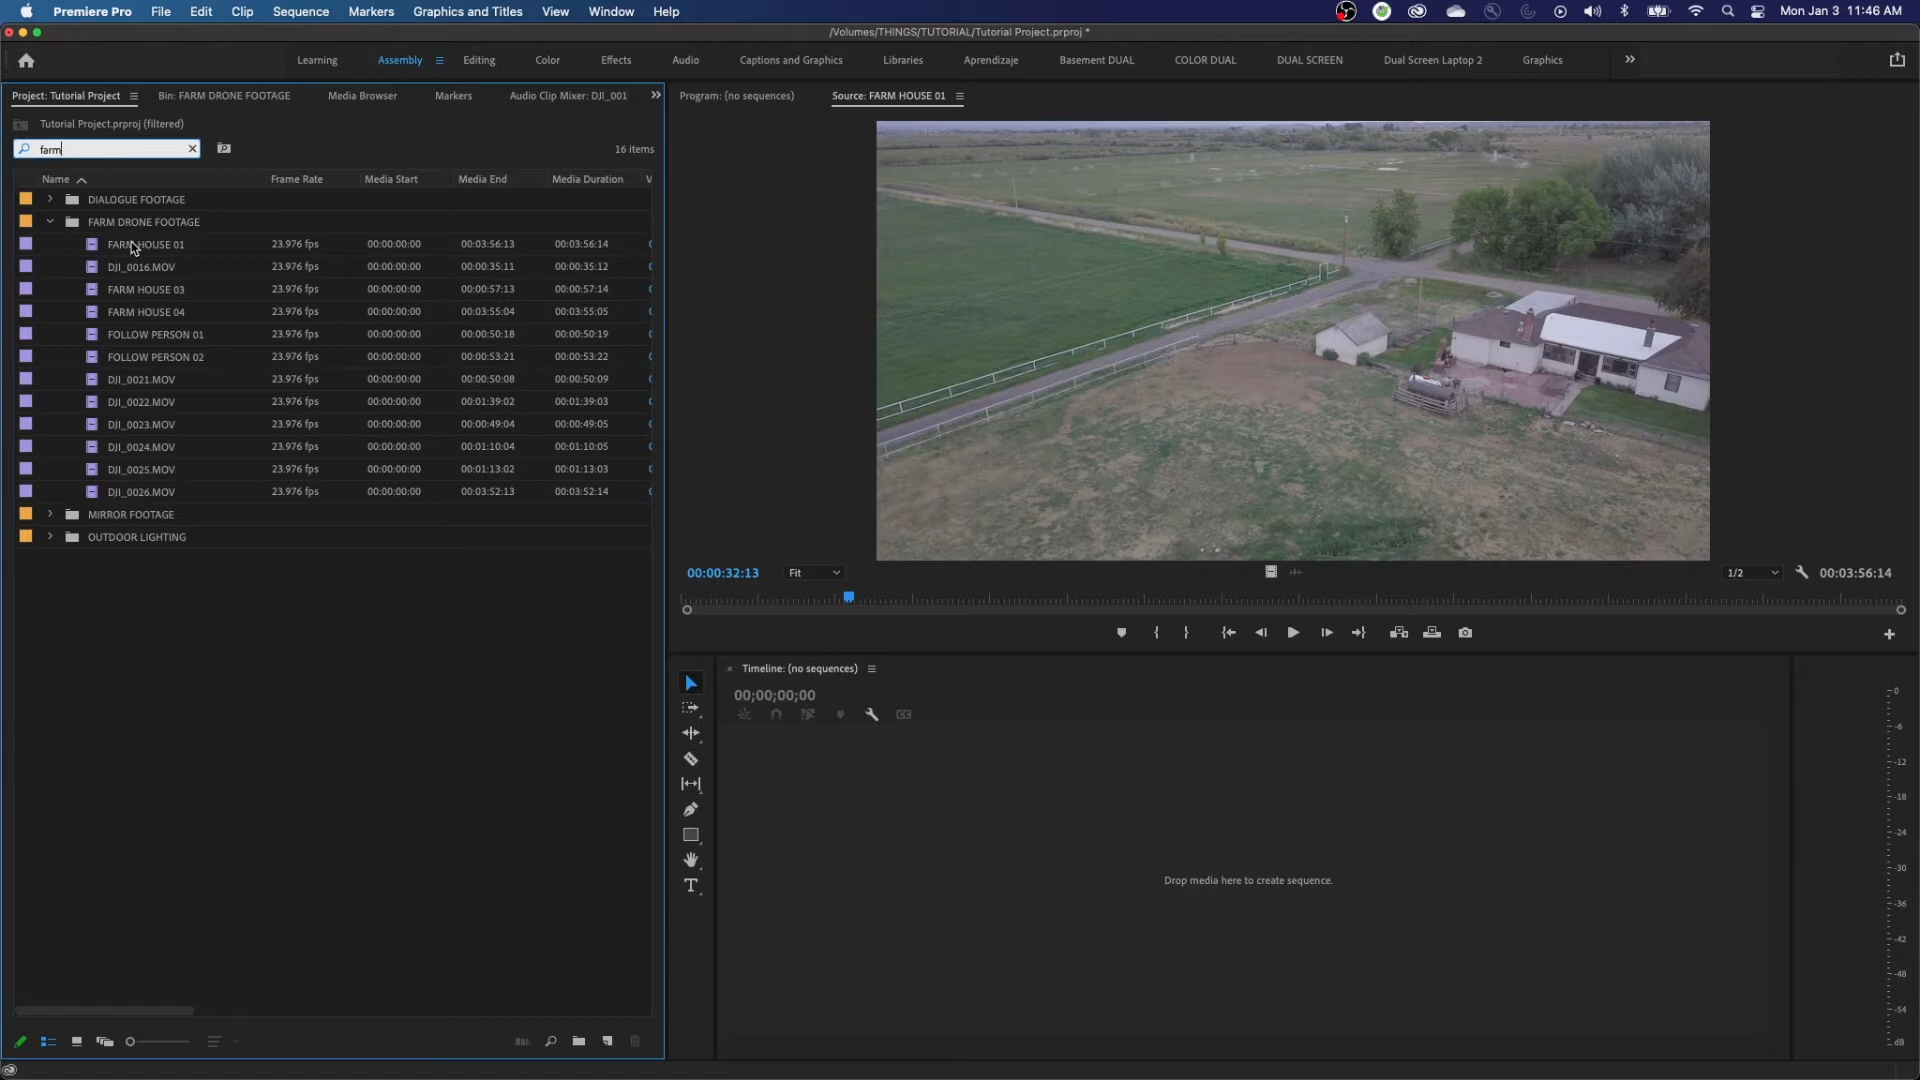 Premiere Pro File Edit Clip Sequence Markers Graphics and Titles View Window Help Mon Jan 3 11:46 AM
/Volumes/THINGS/TUTORIAL/Tutorial Project.prproj *
Learning Assembly Editing Color Effects Audio Captions and Graphics Libraries Aprendizaje Basement DUAL COLOR DUAL DUAL SCREEN Dual Screen Laptop 2 Graphics
Project: Tutorial Project Bin: FARM DRONE FOOTAGE Media Browser Markers Audio Clip Mixer: DJI_001 Program: (no sequences) Source: FARM HOUSE 01
Tutorial Project.prproj (filtered)
farm 16 items
Name Frame Rate Media Start Media End Media Duration V
DIALOGUE FOOTAGE
FARM DRONE FOOTAGE
FARM HOUSE 01 23.976 fps 00:00:00:00 00:03:56:13 00:03:56:14
DJI_0016.MOV 23.976 fps 00:00:00:00 00:00:35:11 00:00:35:12
FARM HOUSE 03 23.976 fps 00:00:00:00 00:00:57:13 00:00:57:14
FARM HOUSE 04 23.976 fps 00:00:00:00 00:03:55:04 00:03:55:05
FOLLOW PERSON 01 23.976 fps 00:00:00:00 00:00:50:18 00:00:50:19
FOLLOW PERSON 02 23.976 fps 00:00:00:00 00:00:53:21 00:00:53:22
DJI_0021.MOV 23.976 fps 00:00:00:00 00:00:50:08 00:00:50:09
DJI_0022.MOV 23.976 fps 00:00:00:00 00:01:39:02 00:01:39:03
DJI_0023.MOV 23.976 fps 00:00:00:00 00:00:49:04 00:00:49:05
DJI_0024.MOV 23.976 fps 00:00:00:00 00:01:10:04 00:01:10:05
DJI_0025.MOV 23.976 fps 00:00:00:00 00:01:13:02 00:01:13:03
DJI_0026.MOV 23.976 fps 00:00:00:00 00:03:52:13 00:03:52:14
MIRROR FOOTAGE
OUTDOOR LIGHTING
00:00:32:13 Fit 1/2 00:03:56:14
Timeline: (no sequences)
00;00;00;00
CC
Drop media here to create sequence.
0
-6
-12
-18
-24
-30
-36
-42
-48
-54
dB